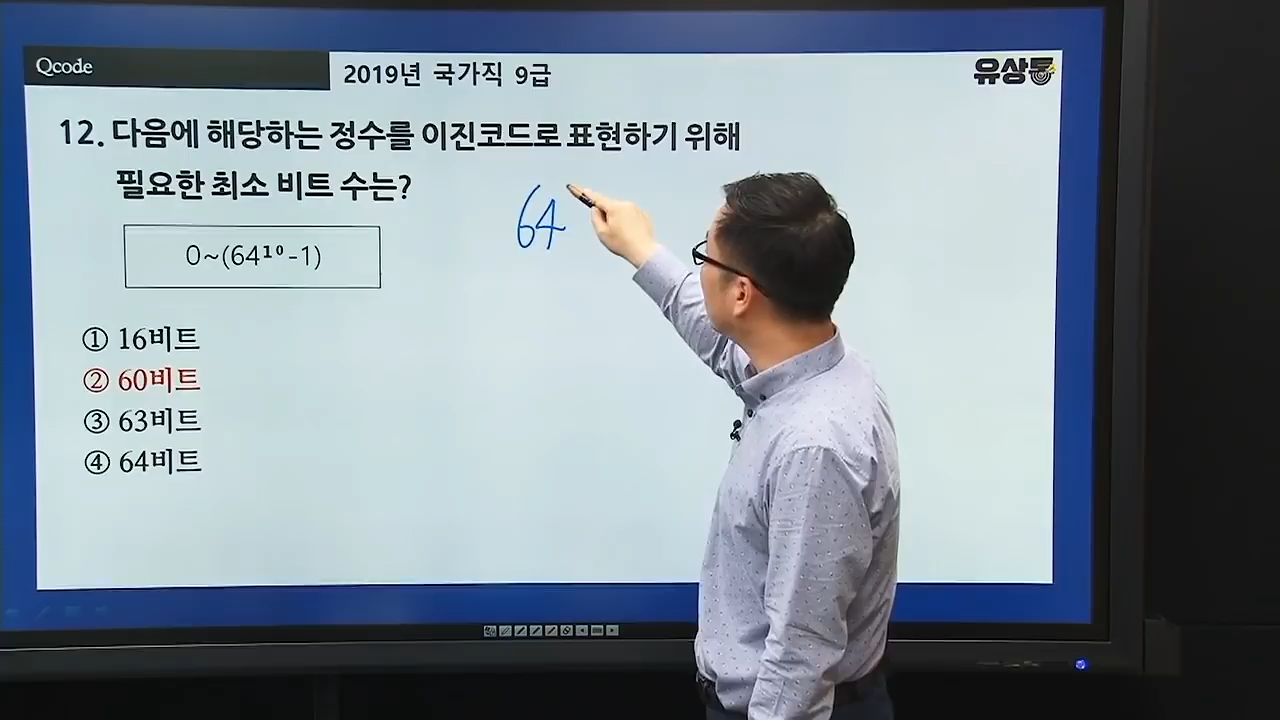 Qcode
2019년 국가직 9급
유상통
12. 다음에 해당하는 정수를 이진코드로 표현하기 위해
필요한 최소 비트 수는?
64
0~(64¹⁰-1)
① 16비트
② 60비트
③ 63비트
④ 64비트